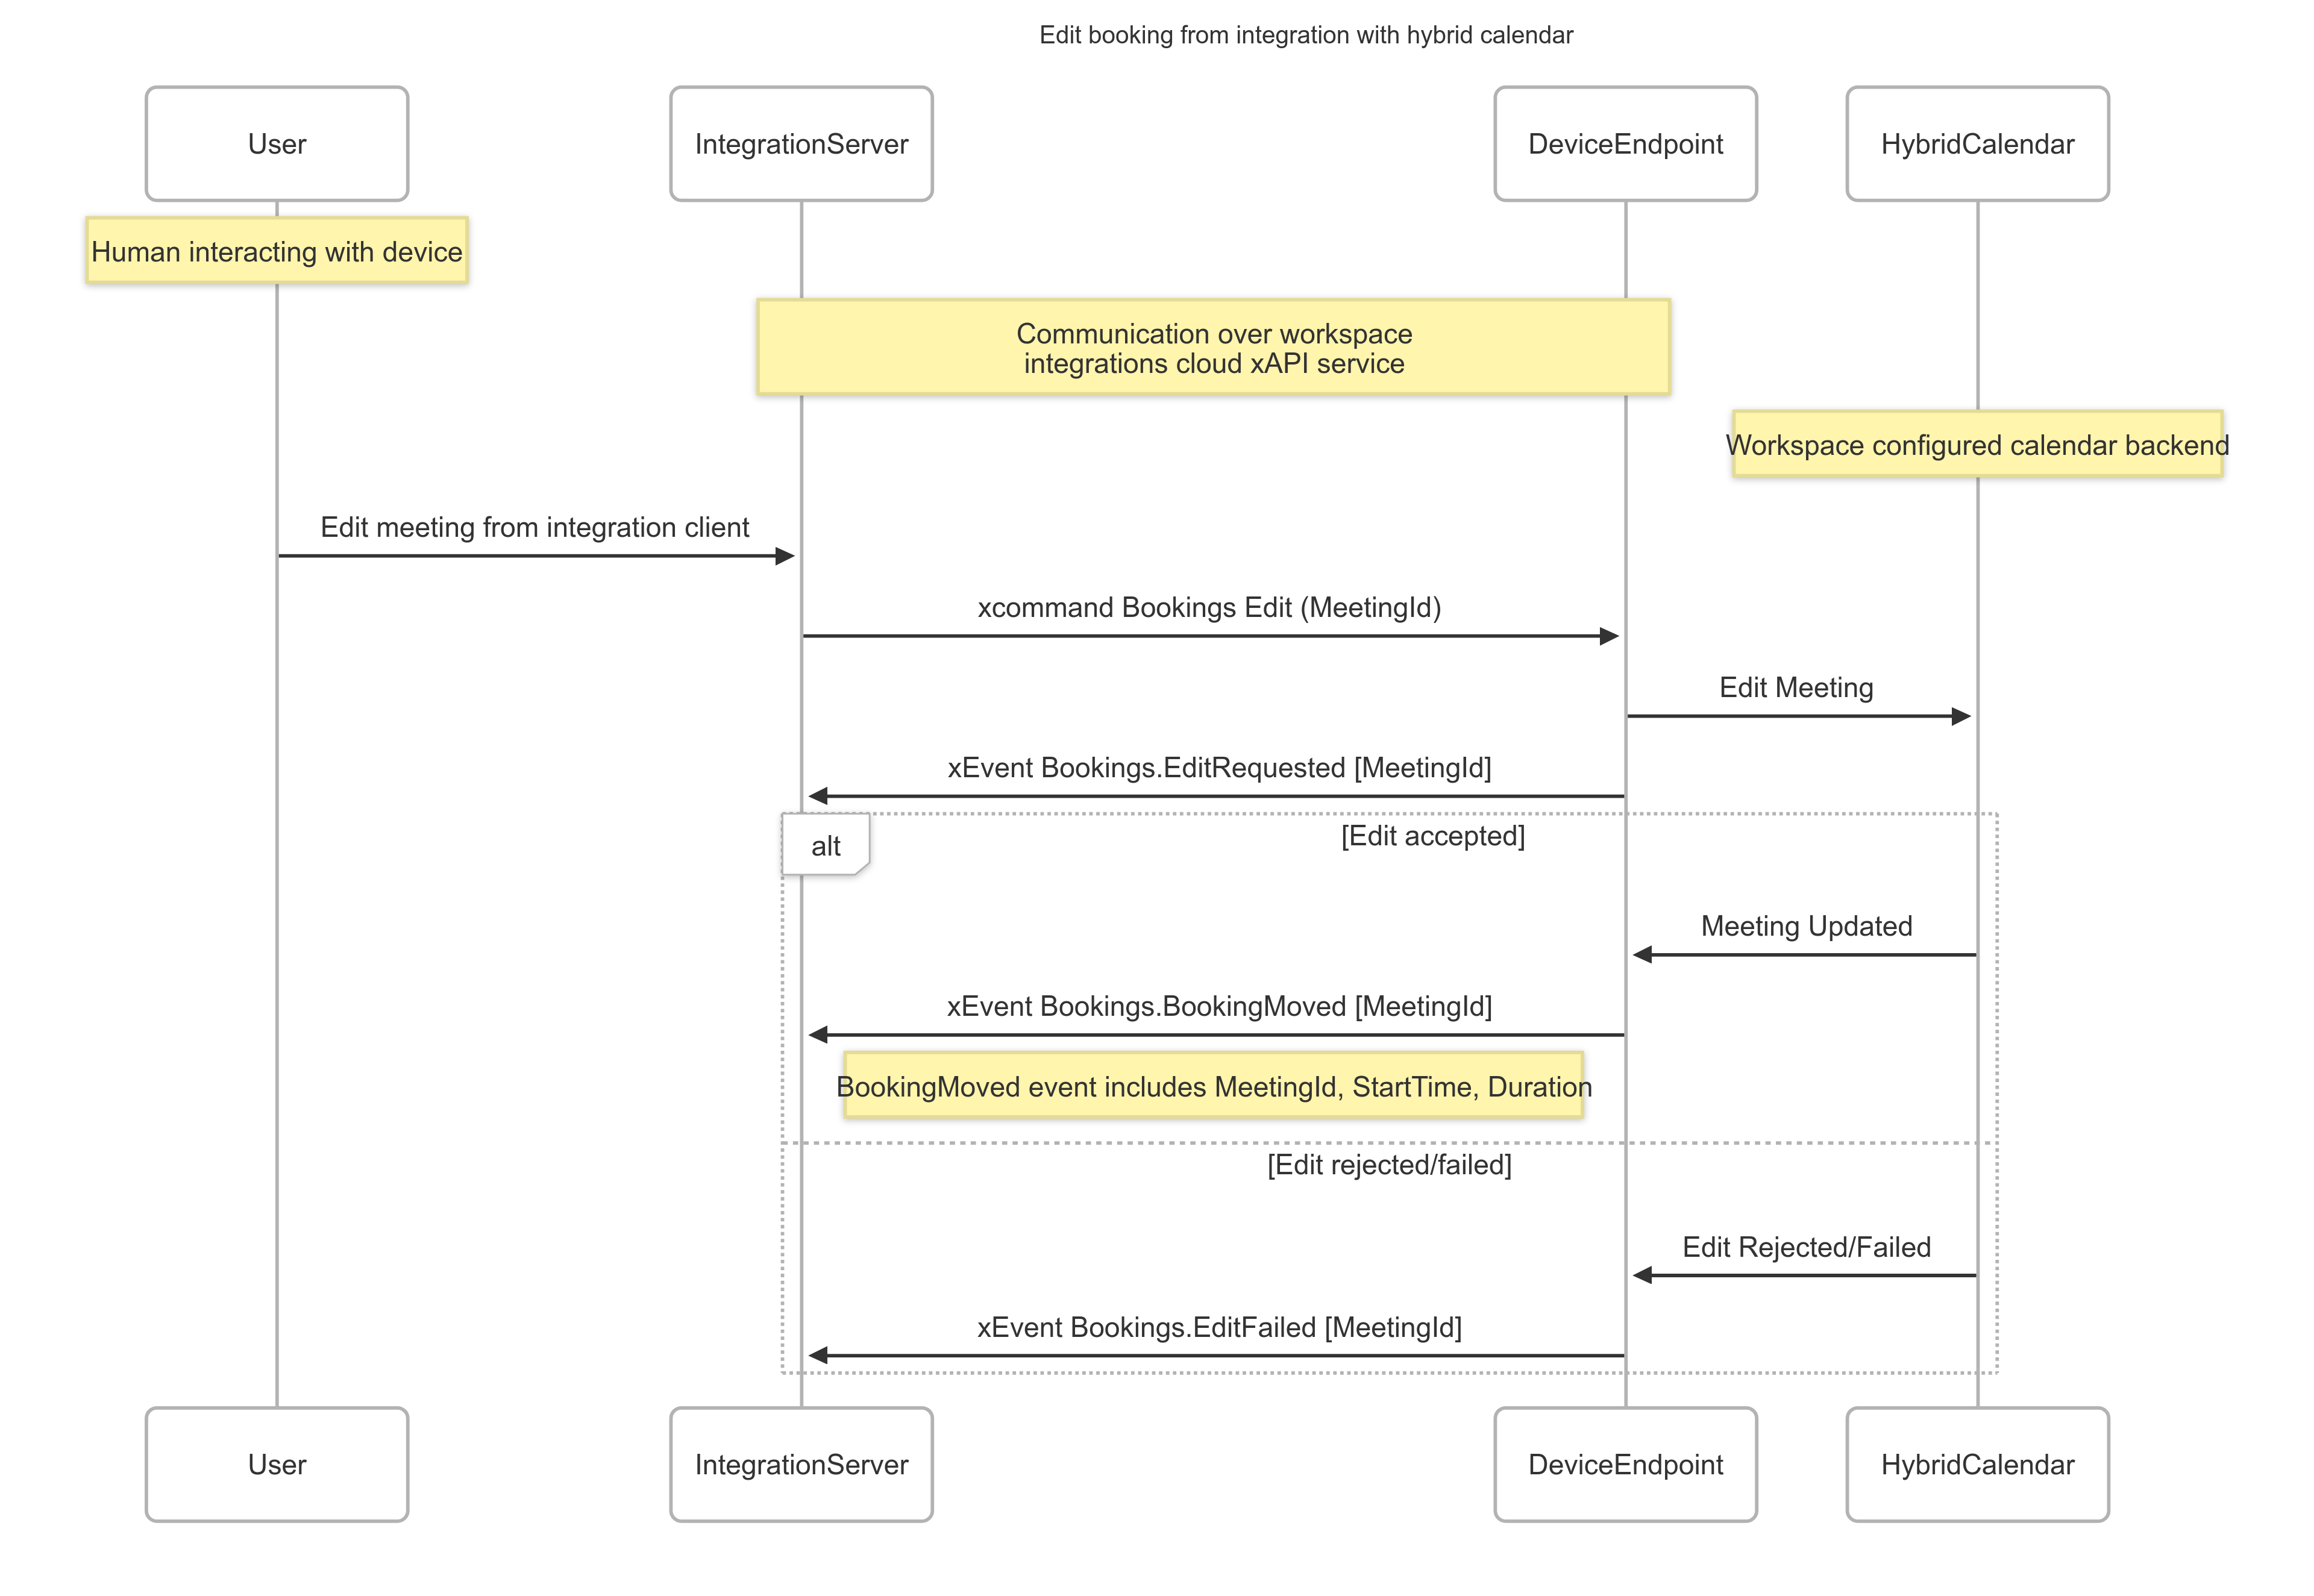 Edit booking from integration with hybrid calendar
User
IntegrationServer
DeviceEndpoint
HybridCalendar
Human interacting with device
Communication over workspace
integrations cloud xAPI service
Workspace configured calendar backend
Edit meeting from integration client
xcommand Bookings Edit (MeetingId)
Edit Meeting
xEvent Bookings.EditRequested [MeetingId]
alt
[Edit accepted]
Meeting Updated
xEvent Bookings.BookingMoved [MeetingId]
BookingMoved event includes MeetingId, StartTime, Duration
[Edit rejected/failed]
Edit Rejected/Failed
xEvent Bookings.EditFailed [MeetingId]
User
IntegrationServer
DeviceEndpoint
HybridCalendar